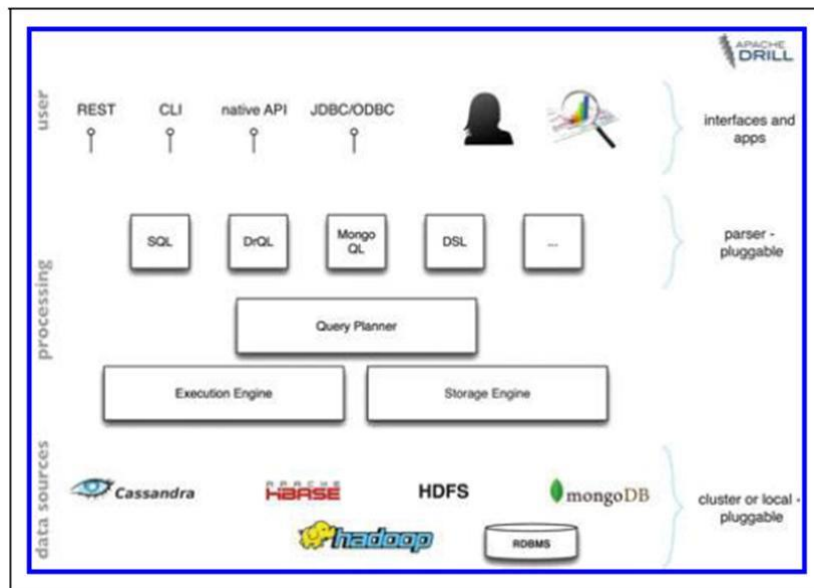 APACHE
DRILL
user
REST
CLI
native API
JDBC/ODBC
interfaces and
apps
processing
SQL
DrQL
Mongo
QL
DSL
...
parser -
pluggable
Query Planner
Execution Engine
Storage Engine
data sources
Cassandra
APACHE
HBASE
HDFS
mongoDB
cluster or local -
pluggable
hadoop
RDBMS